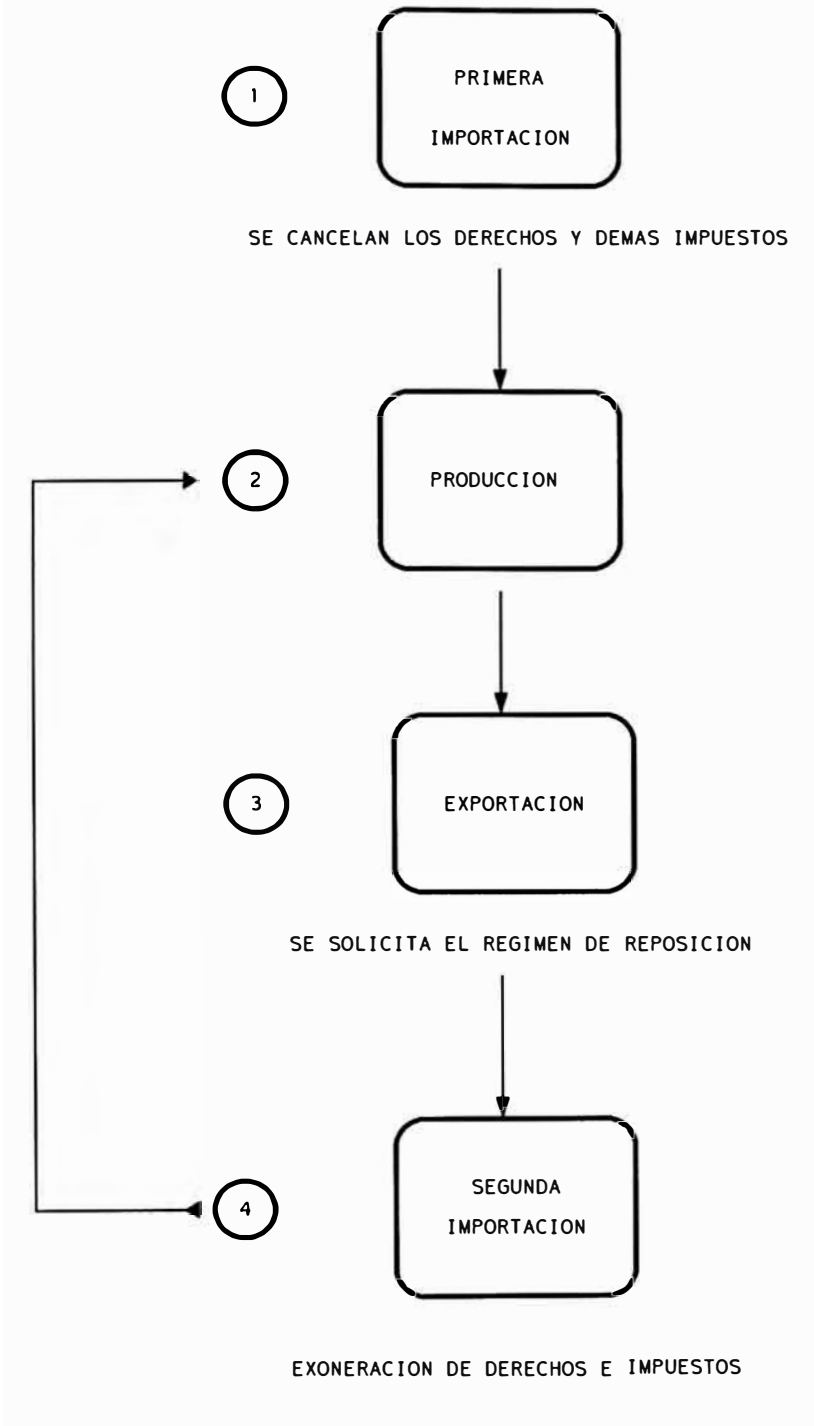 1
PRIMERA
IMPORTACION
SE CANCELAN LOS DERECHOS Y DEMAS IMPUESTOS
2
PRODUCCION
3
EXPORTACION
SE SOLICITA EL REGIMEN DE REPOSICION
4
SEGUNDA
IMPORTACION
EXONERACION DE DERECHOS E IMPUESTOS